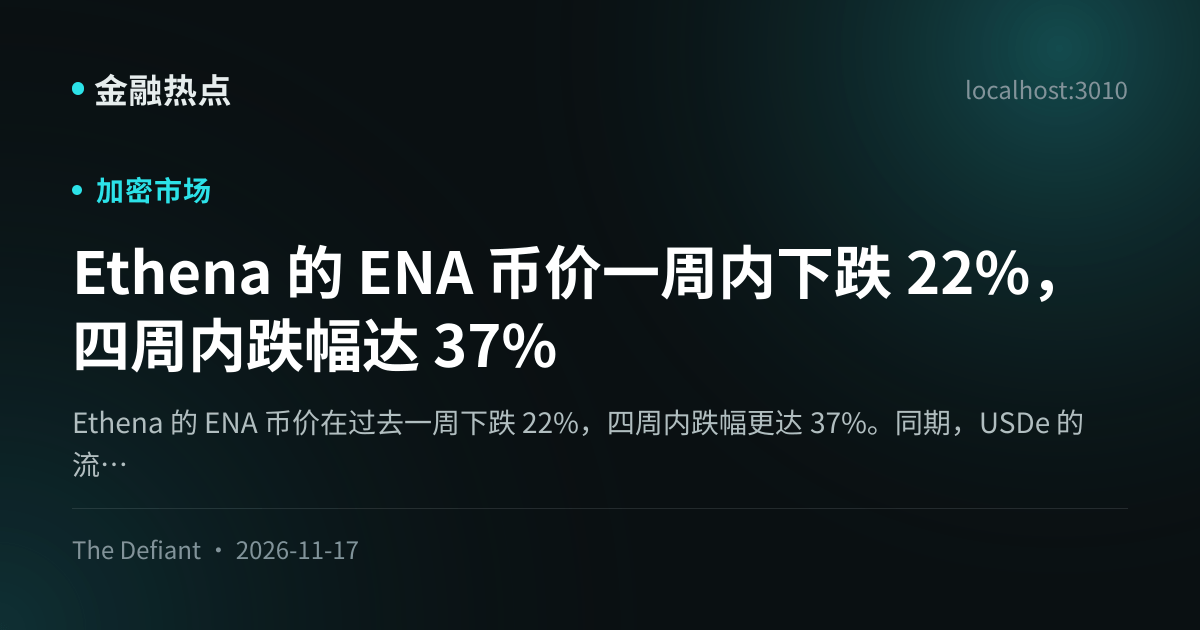 金融热点
localhost:3010
加密市场
Ethena 的 ENA 币价一周内下跌 22%，
四周内跌幅达 37%
Ethena 的 ENA 币价在过去一周下跌 22%，四周内跌幅更达 37%。同期，USDe 的
流…
The Defiant · 2026-11-17